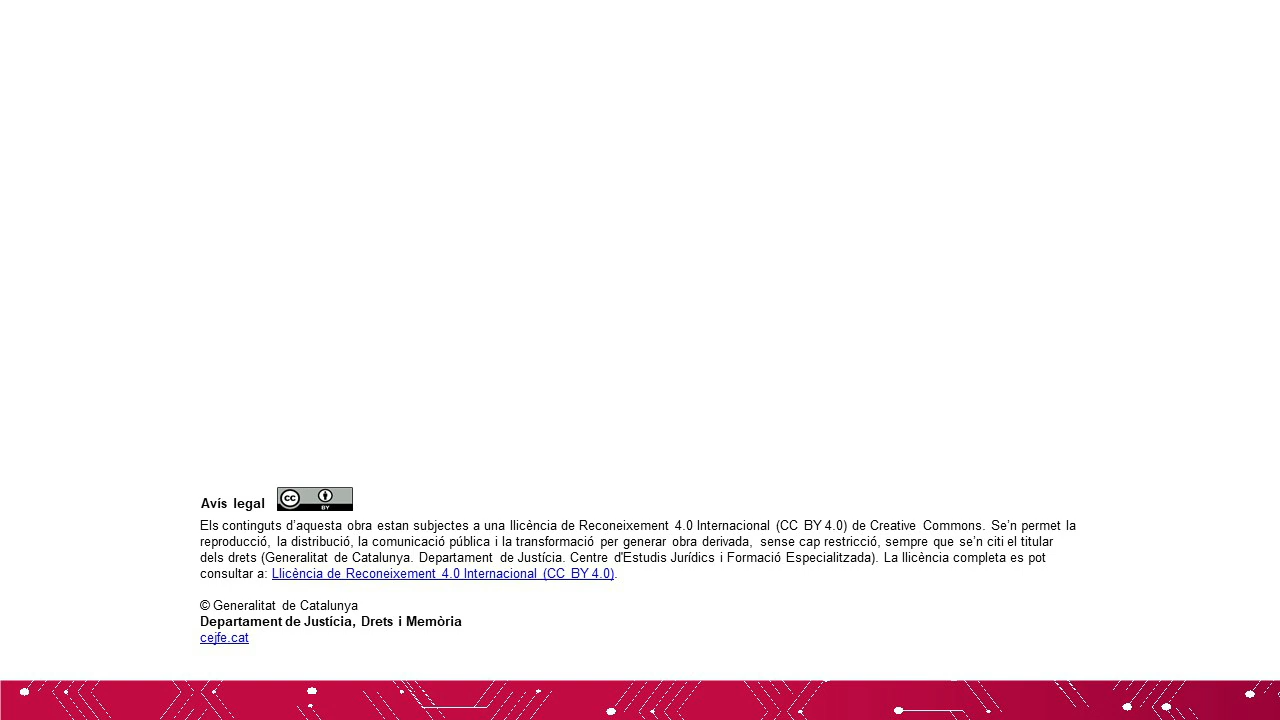 Avís legal
cc BY
Els continguts d’aquesta obra estan subjectes a una llicència de Reconeixement 4.0 Internacional (CC BY 4.0) de Creative Commons. Se’n permet la
reproducció, la distribució, la comunicació pública i la transformació per generar obra derivada, sense cap restricció, sempre que se’n citi el titular
dels drets (Generalitat de Catalunya. Departament de Justícia. Centre d'Estudis Jurídics i Formació Especialitzada). La llicència completa es pot
consultar a: Llicència de Reconeixement 4.0 Internacional (CC BY 4.0).
© Generalitat de Catalunya
Departament de Justícia, Drets i Memòria
cejfe.cat